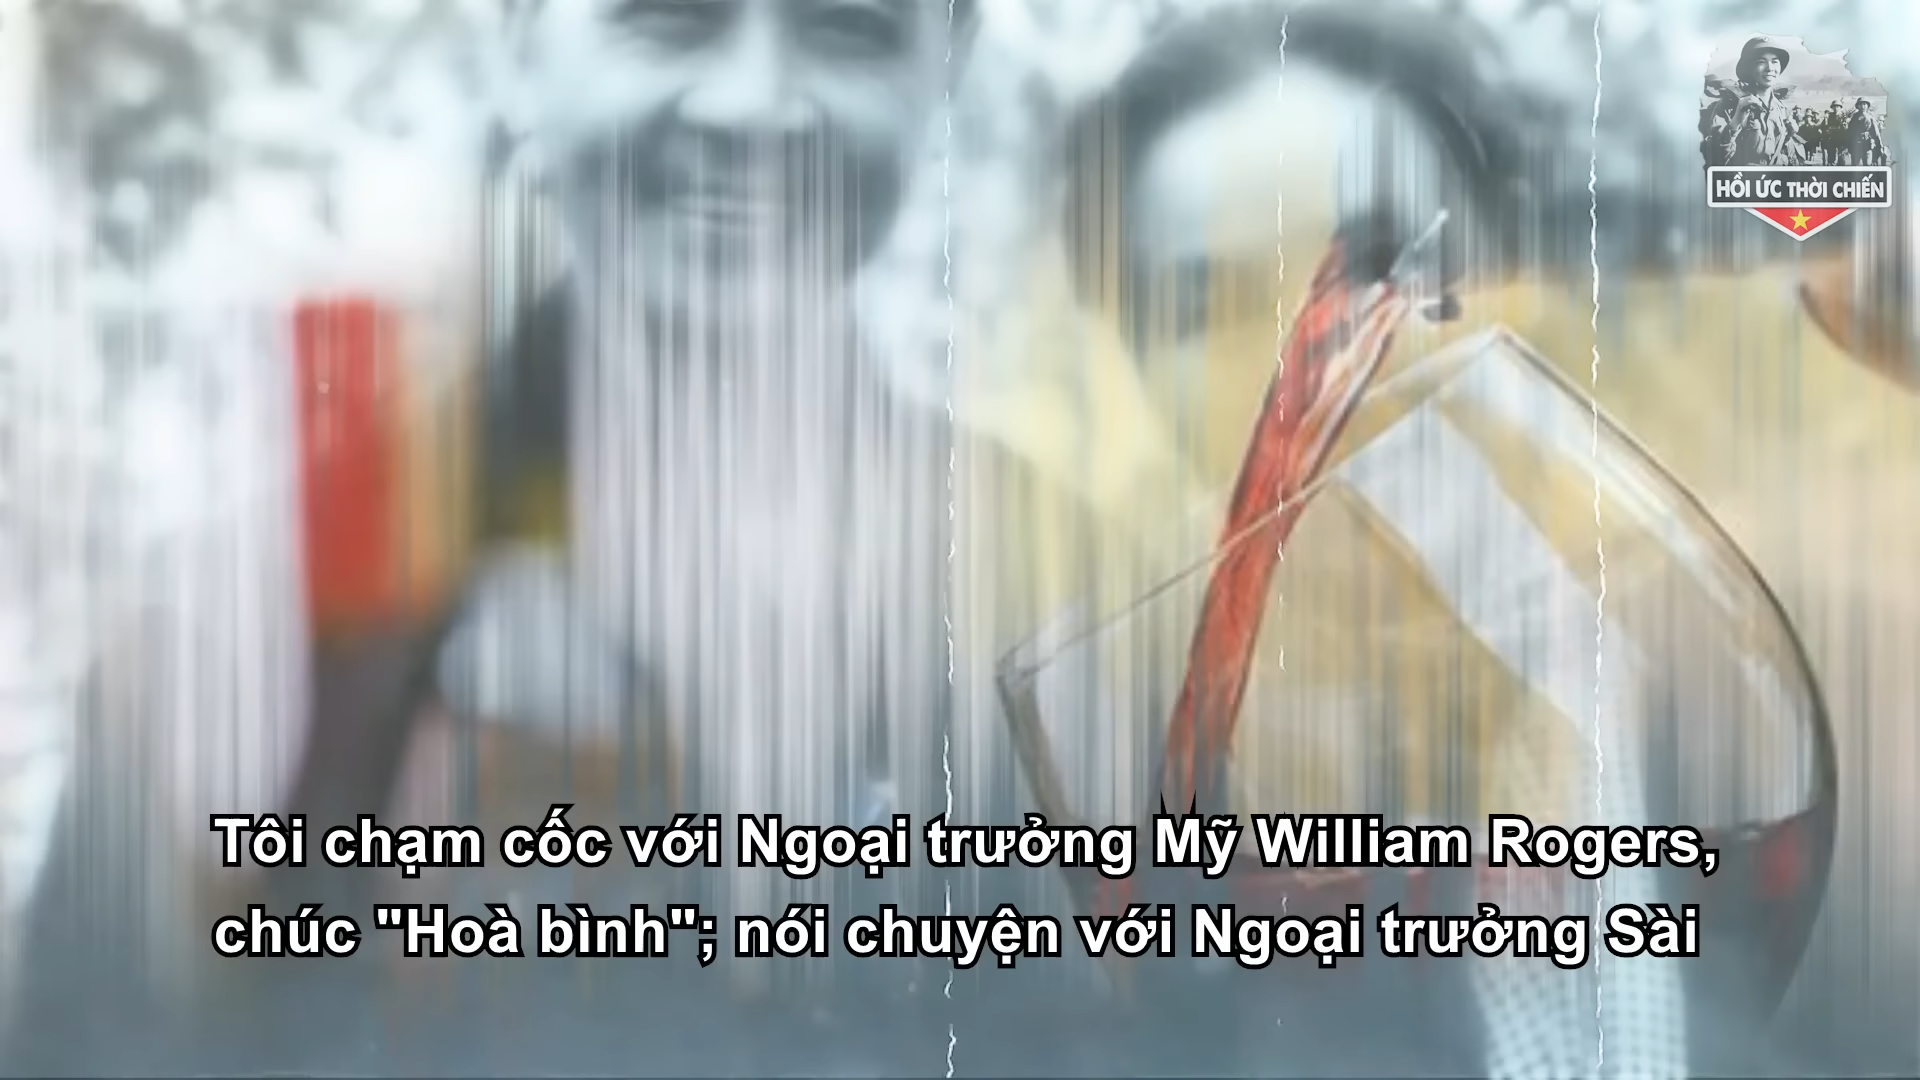 HỒI ỨC THỜI CHIẾN
Tôi chạm cốc với Ngoại trưởng Mỹ William Rogers,
chúc "Hoà bình"; nói chuyện với Ngoại trưởng Sài